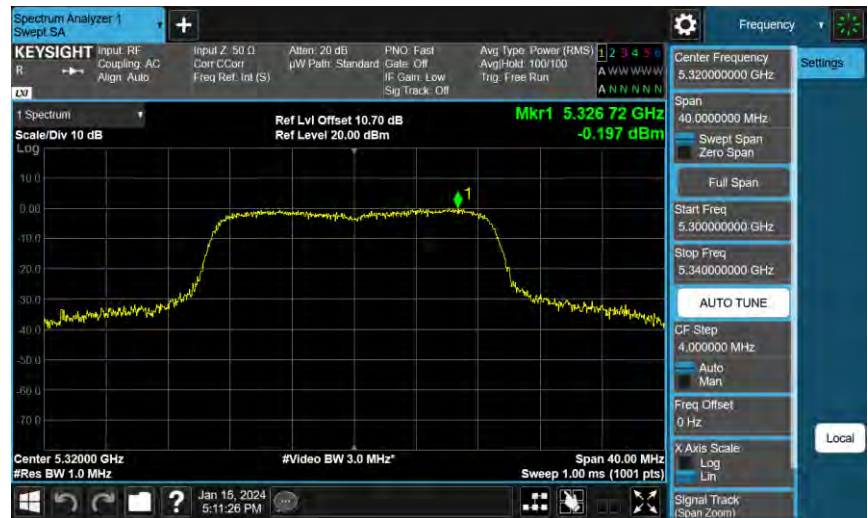 Spectrum Analyzer 1
Swept SA
+
Frequency
KEYSIGHT
R
LXI
Input: RF
Coupling: AC
Align: Auto
Input Z: 50 Ω
Corr CCorr
Freq Ref: Int (S)
Atten: 20 dB
µW Path: Standard
PNO: Fast
Gate: Off
IF Gain: Low
Sig Track: Off
Avg Type: Power (RMS)
Avg|Hold: 100/100
Trig: Free Run
1 2 3 4 5 6
A W W W W W
A N N N N N
1 Spectrum
Scale/Div 10 dB
Log
Ref Lvl Offset 10.70 dB
Ref Level 20.00 dBm
Mkr1 5.326 72 GHz
-0.197 dBm
10.0
0.00
-10.0
-20.0
-30.0
-40.0
-50.0
-60.0
-70.0
1
Center 5.32000 GHz
#Res BW 1.0 MHz
#Video BW 3.0 MHz*
Span 40.00 MHz
Sweep 1.00 ms (1001 pts)
?
Jan 15, 2024
5:11:26 PM
Center Frequency
5.320000000 GHz
Span
40.0000000 MHz
Swept Span
Zero Span
Full Span
Start Freq
5.300000000 GHz
Stop Freq
5.340000000 GHz
AUTO TUNE
CF Step
4.000000 MHz
Auto
Man
Freq Offset
0 Hz
X Axis Scale
Log
Lin
Signal Track
(Span Zoom)
Settings
Local